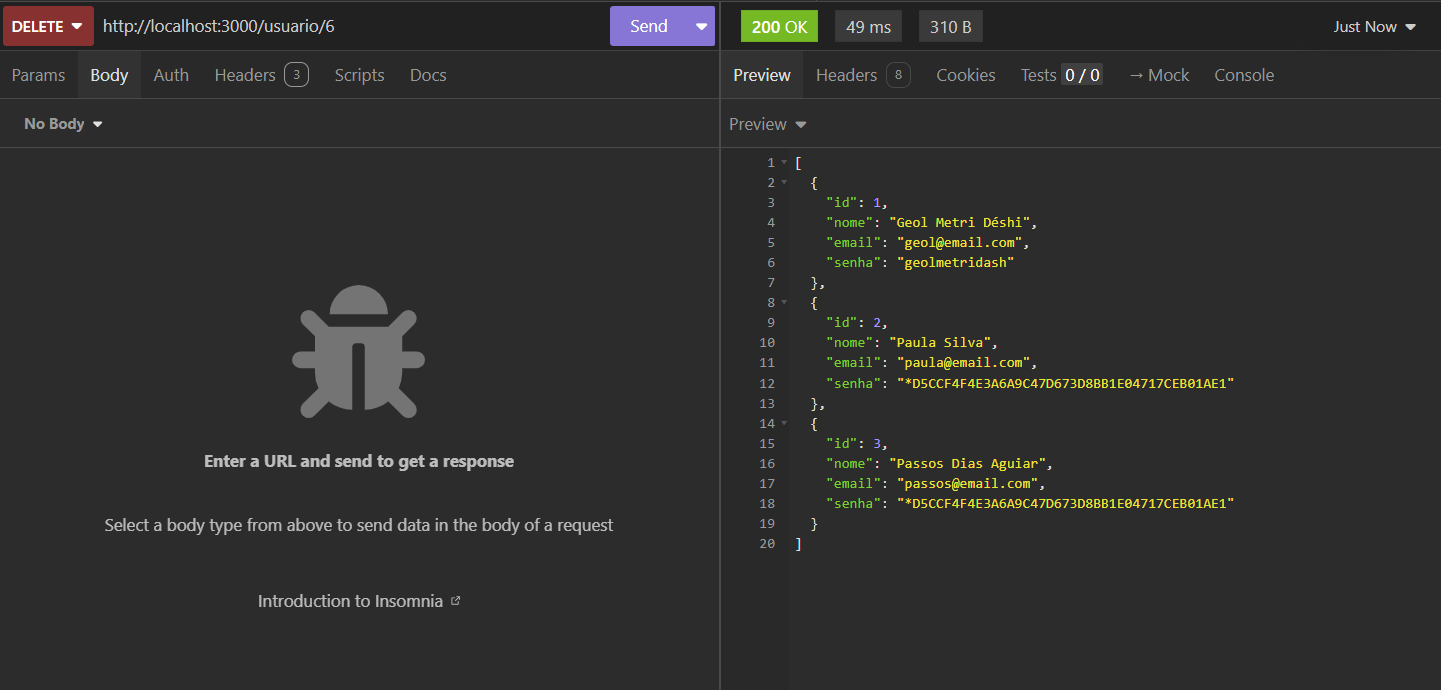 DELETE http://localhost:3000/usuario/6 Send
Params Body Auth Headers 3 Scripts Docs
No Body
Enter a URL and send to get a response
Select a body type from above to send data in the body of a request
Introduction to Insomnia
200 OK 49 ms 310 B Just Now
Preview Headers 8 Cookies Tests 0 / 0 → Mock Console
Preview
1 [
2 {
3 "id": 1,
4 "nome": "Geol Metri Déshi",
5 "email": "geol@email.com",
6 "senha": "geolmetridash"
7 },
8 {
9 "id": 2,
10 "nome": "Paula Silva",
11 "email": "paula@email.com",
12 "senha": "*D5CCF4F4E3A6A9C47D673D8BB1E04717CEB01AE1"
13 },
14 {
15 "id": 3,
16 "nome": "Passos Dias Aguiar",
17 "email": "passos@email.com",
18 "senha": "*D5CCF4F4E3A6A9C47D673D8BB1E04717CEB01AE1"
19 }
20 ]